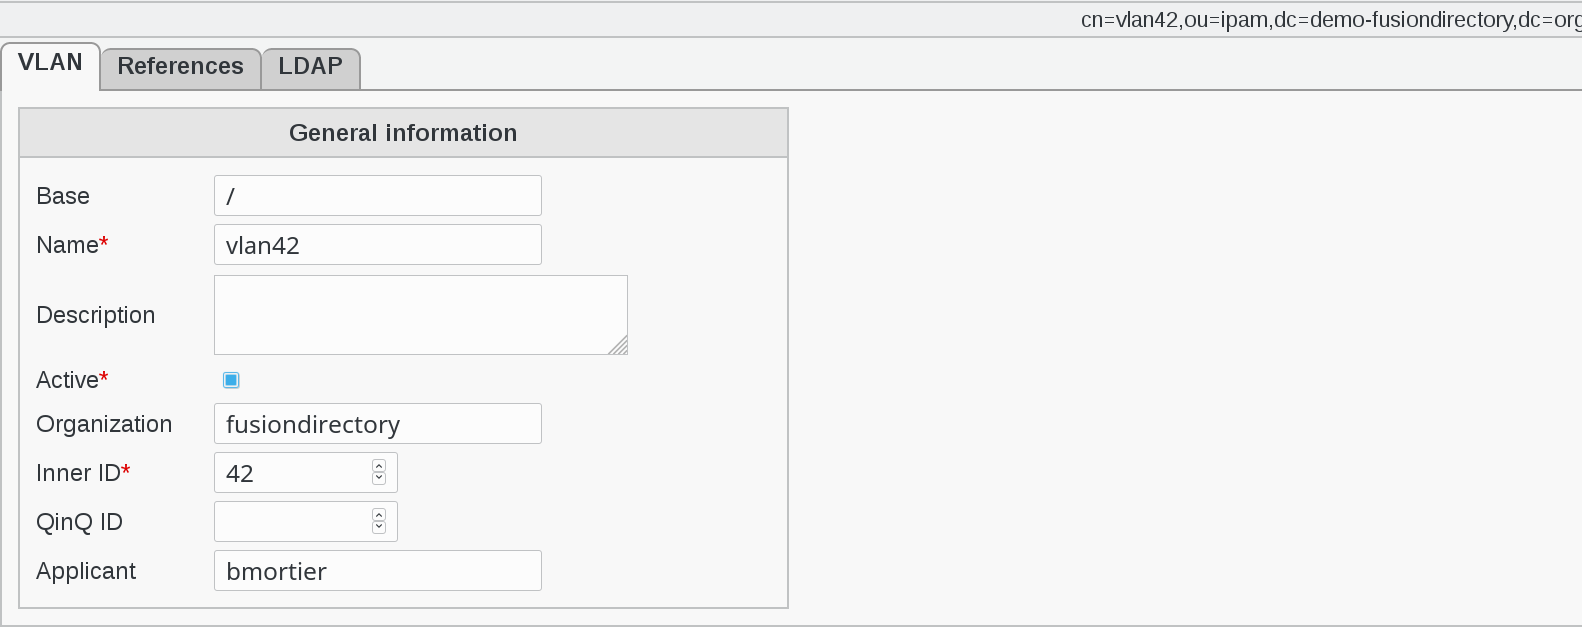 cn=vlan42,ou=ipam,dc=demo-fusiondirectory,dc=org
VLAN References LDAP
General information
Base /
Name* vlan42
Description
Active*
Organization fusiondirectory
Inner ID* 42
QinQ ID
Applicant bmortier